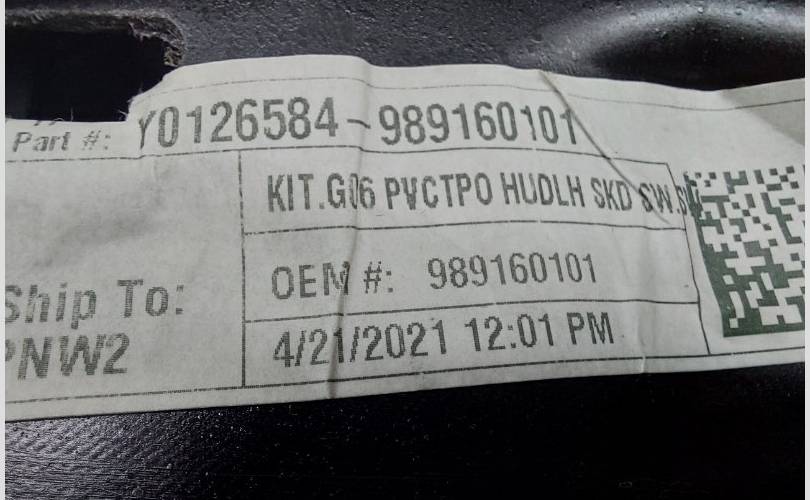 Part #: Y0126584-989160101
KIT.G06 PVCTPO HUDLH SKD SW.SW
OEM #: 989160101
Ship To:
PNW2
4/21/2021 12:01 PM